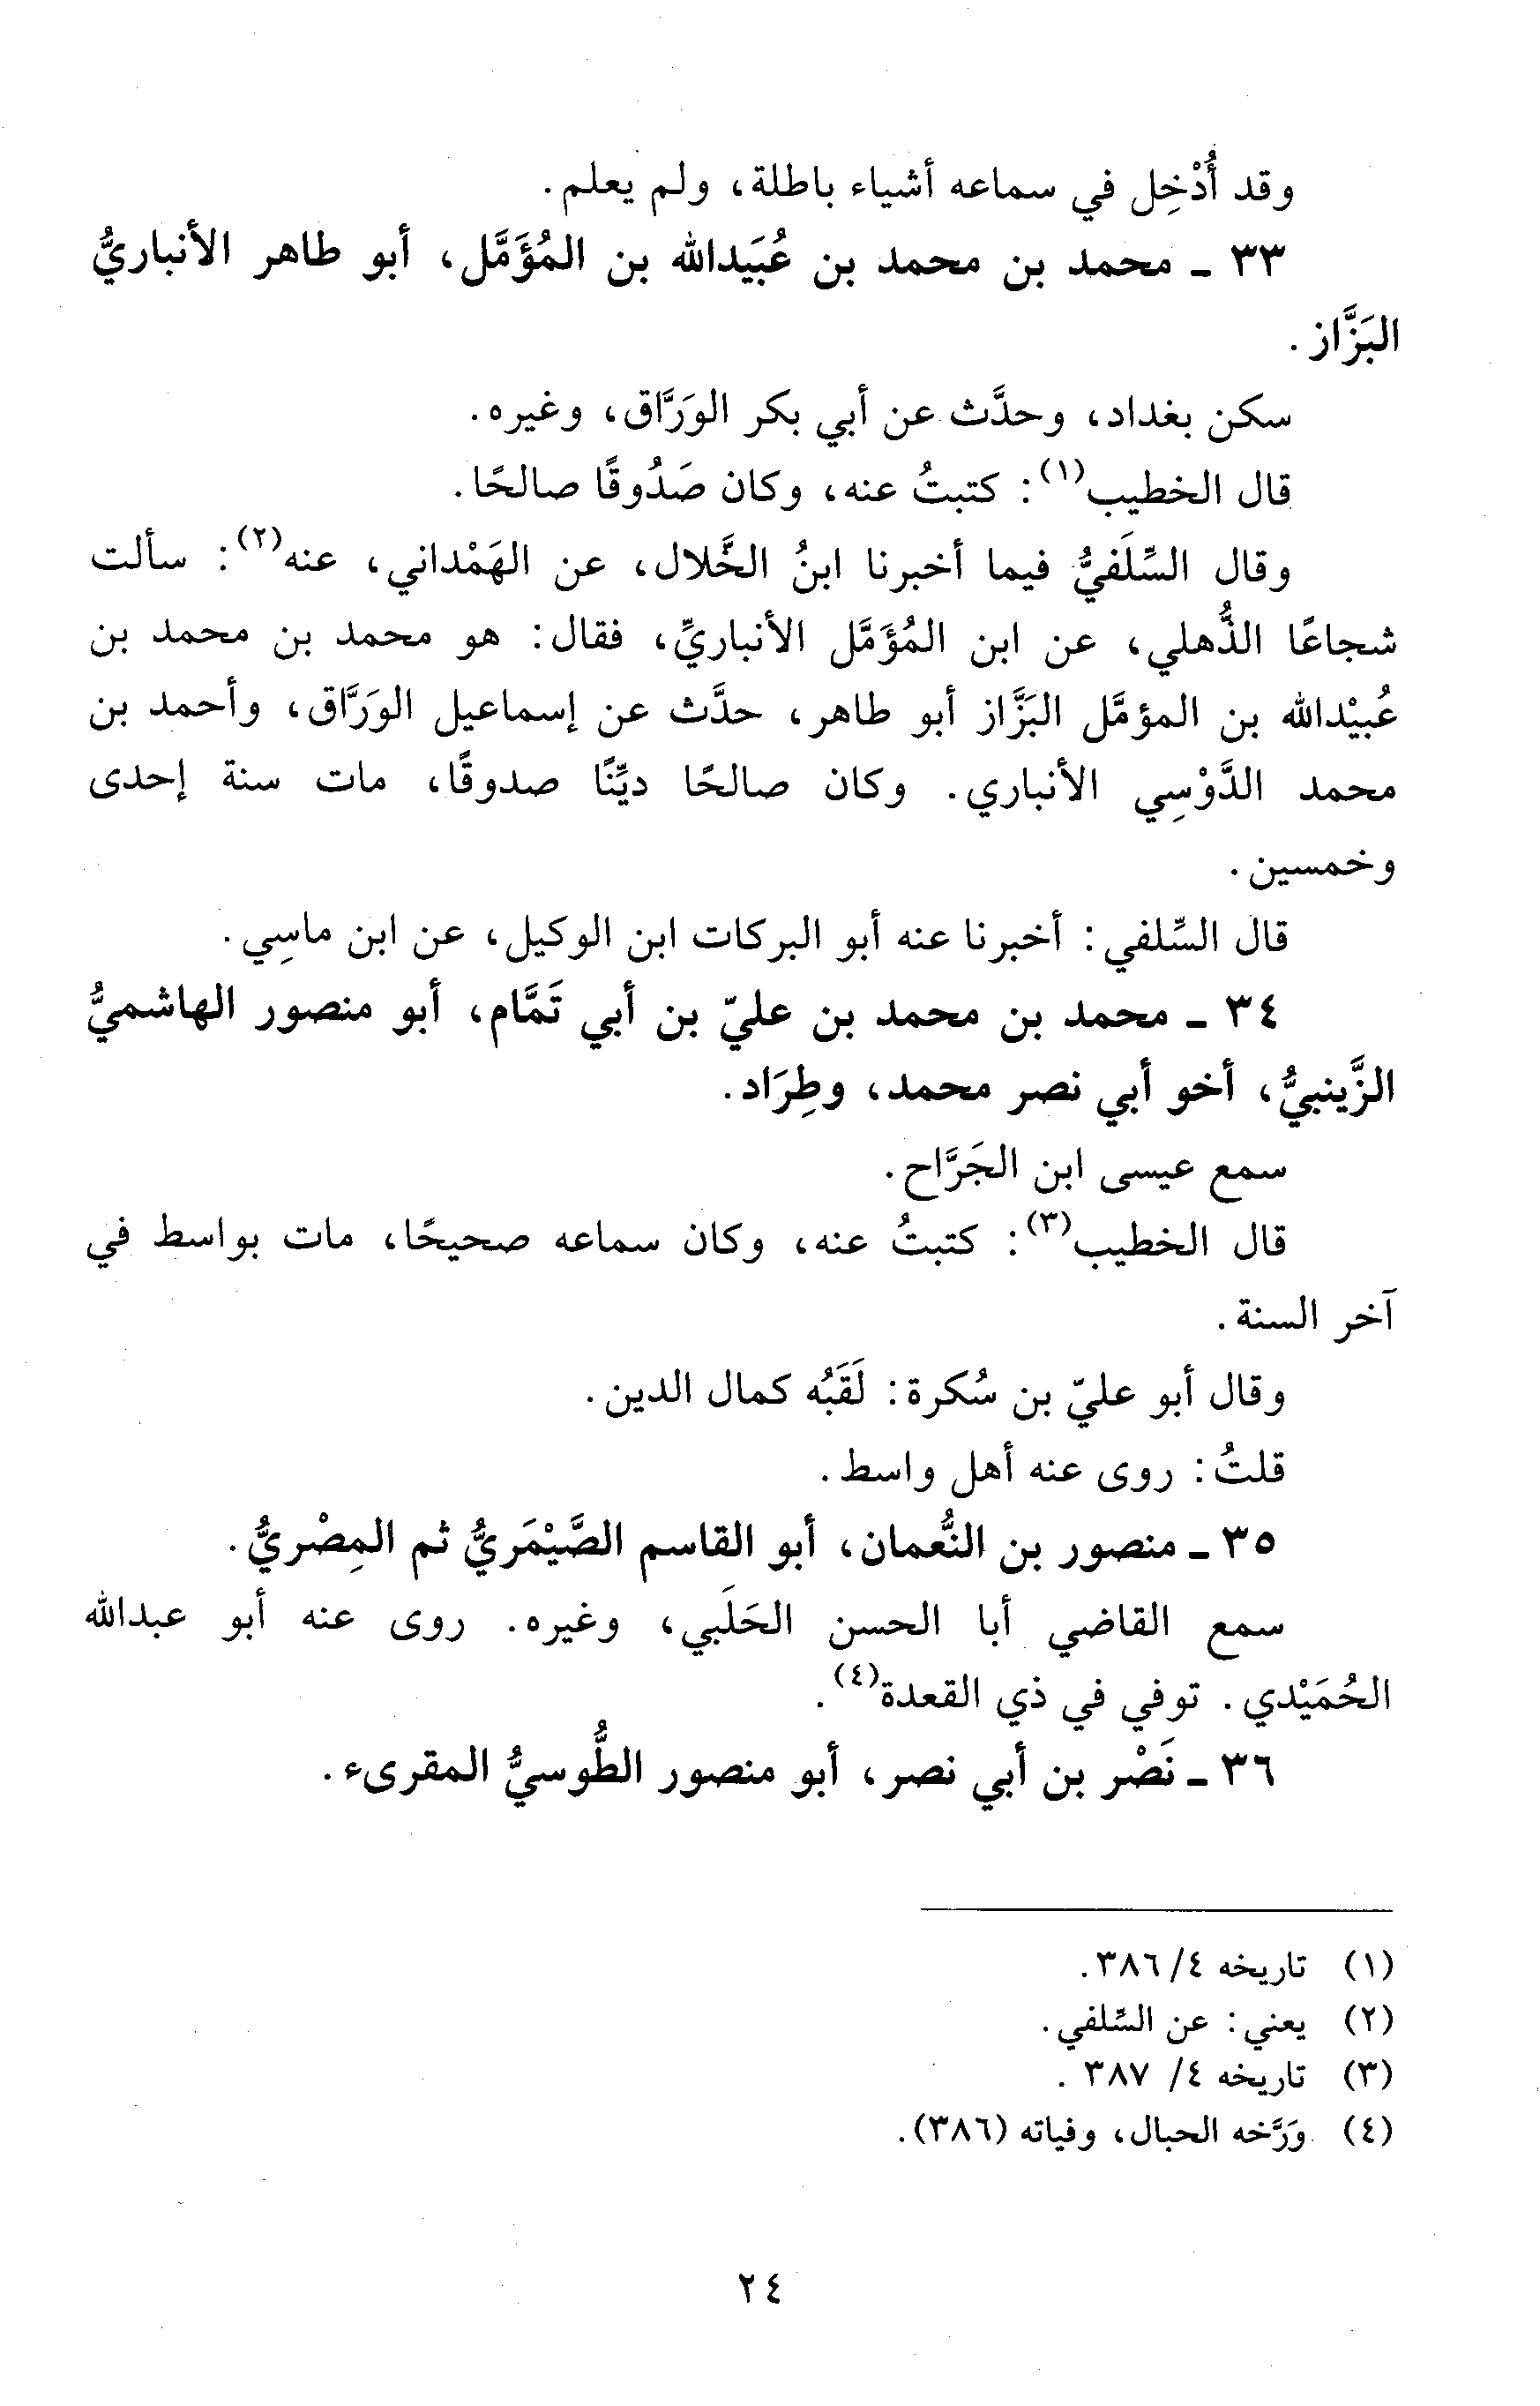 وقد أُدْخِل في سماعه أشياء باطلة، ولم يعلم.
٣٣ ـ محمد بن محمد بن عُبَيدالله بن المُؤَمَّل، أبو طاهر الأنباريُّ
البَزَّاز.
سكن بغداد، وحدَّث عن أبي بكر الوَرَّاق، وغيره.
قال الخطيب(١): كتبتُ عنه، وكان صَدُوقًا صالحًا.
وقال السِّلَفيُّ فيما أخبرنا ابنُ الخَّلال، عن الهَمْداني، عنه(٢): سألت
شجاعًا الذُّهلي، عن ابن المُؤَمَّل الأنباريِّ، فقال: هو محمد بن محمد بن
عُبيْدالله بن المؤمَّل البَزَّاز أبو طاهر، حدَّث عن إسماعيل الوَرَّاق، وأحمد بن
محمد الدَّوْسِي الأنباري. وكان صالحًا ديِّنًا صدوقًا، مات سنة إحدى
وخمسين.
قال السِّلفي: أخبرنا عنه أبو البركات ابن الوكيل، عن ابن ماسِي.
٣٤ ـ محمد بن محمد بن عليّ بن أبي تَمَّام، أبو منصور الهاشميُّ
الزَّينبيُّ، أخو أبي نصر محمد، وطِرَاد.
سمع عيسى ابن الجَرَّاح.
قال الخطيب(٣): كتبتُ عنه، وكان سماعه صحيحًا، مات بواسط في
آخر السنة.
وقال أبو عليّ بن سُكرة: لَقَبُه كمال الدين.
قلتُ: روى عنه أهل واسط.
٣٥ ـ منصور بن النُّعمان، أبو القاسم الصَّيْمَريُّ ثم المِصْريُّ.
سمع القاضي أبا الحسن الحَلَبي، وغيره. روى عنه أبو عبدالله
الحُمَيْدي. توفي في ذي القعدة(٤).
٣٦ ـ نَصْر بن أبي نصر، أبو منصور الطُّوسيُّ المقرىء.
(١) تاريخه ٤/ ٣٨٦.
(٢) يعني: عن السِّلفي.
(٣) تاريخه ٤/ ٣٨٧ .
(٤) وَرَّخه الحبال، وفياته (٣٨٦).
٢٤